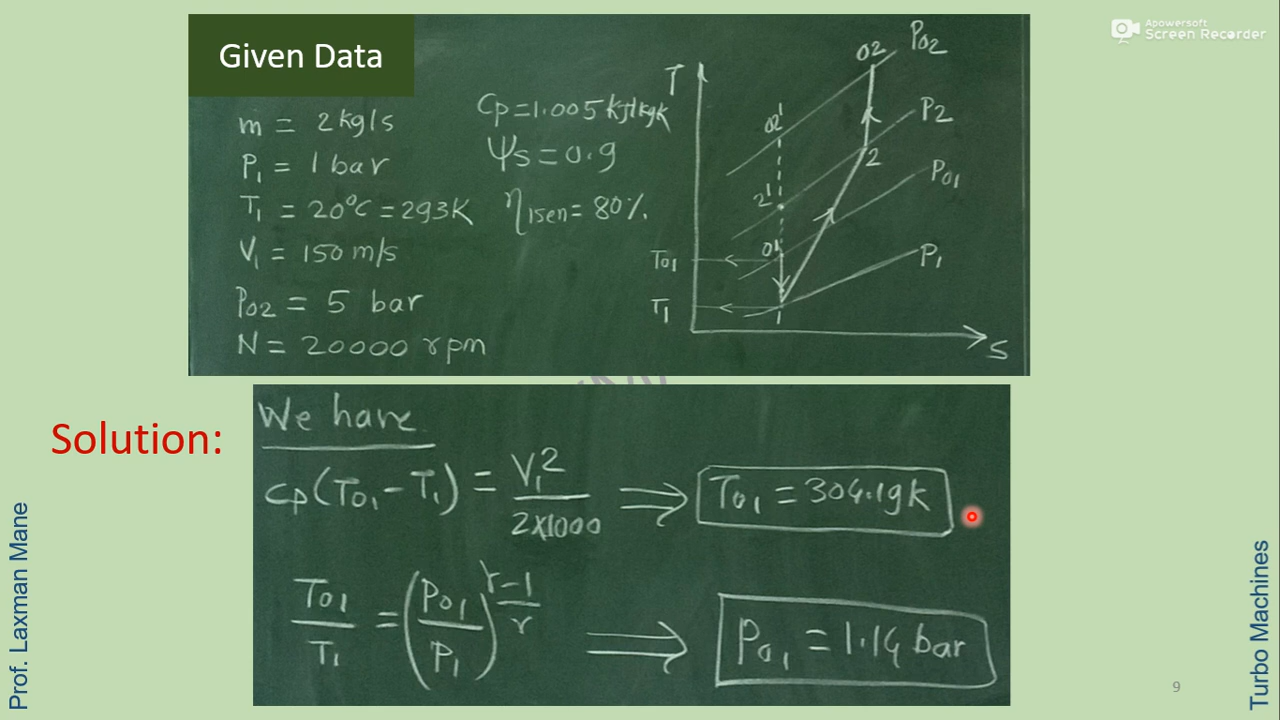 Apowersoft
Screen Recorder
Given Data
m = 2 kg/s
P1 = 1 bar
T1 = 20°C = 293K
V1 = 150 m/s
P02 = 5 bar
N = 20000 rpm
Cp = 1.005 kJ/kgk
Ψs = 0.9
ηisen = 80%.
T
02
P02
02'
P2
2
2'
P01
T01
01
P1
T1
1
S
Solution:
We have
Cp(T01 - T1) = V1² / 2×1000 ⟹ T01 = 304.19k
T01 / T1 = (P01 / P1)^(r-1 / r) ⟹ P01 = 1.14 bar
Prof. Laxman Mane
Turbo Machines
9